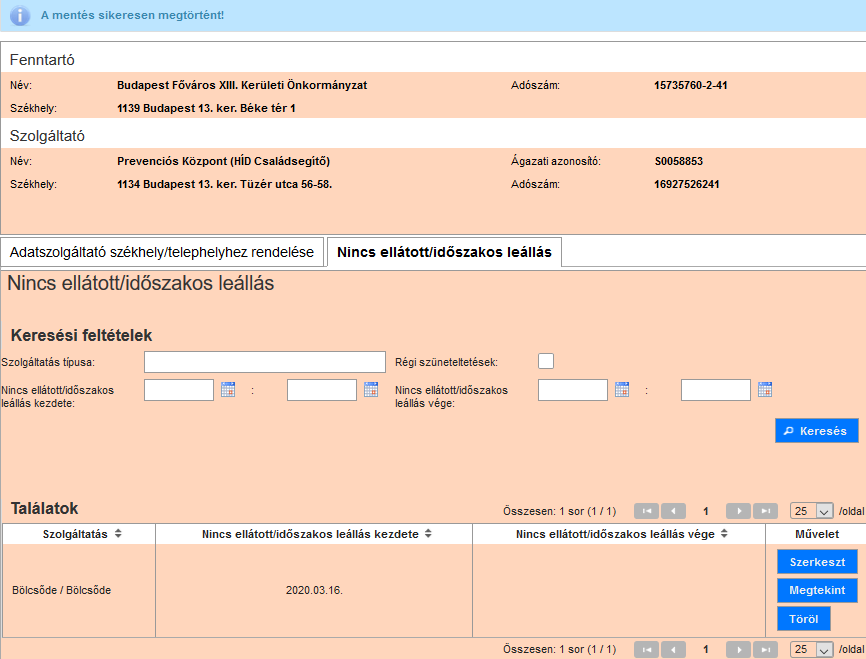 A mentés sikeresen megtörtént!
Fenntartó
Név: Budapest Főváros XIII. Kerületi Önkormányzat Adószám: 15735760-2-41
Székhely: 1139 Budapest 13. ker. Béke tér 1
Szolgáltató
Név: Prevenciós Központ (HÍD Családsegítő) Ágazati azonosító: S0058853
Székhely: 1134 Budapest 13. ker. Tüzér utca 56-58. Adószám: 16927526241
Adatszolgáltató székhely/telephelyhez rendelése Nincs ellátott/időszakos leállás
Nincs ellátott/időszakos leállás
Keresési feltételek
Szolgáltatás típusa: Régi szüneteltetések:
Nincs ellátott/időszakos leállás kezdete: : Nincs ellátott/időszakos leállás vége: :
Keresés
Találatok
Összesen: 1 sor (1 / 1) 1 25 /oldal
Szolgáltatás Nincs ellátott/időszakos leállás kezdete Nincs ellátott/időszakos leállás vége Művelet
Bölcsőde / Bölcsőde 2020.03.16. Szerkeszt
Megtekint
Töröl
Összesen: 1 sor (1 / 1) 1 25 /oldal